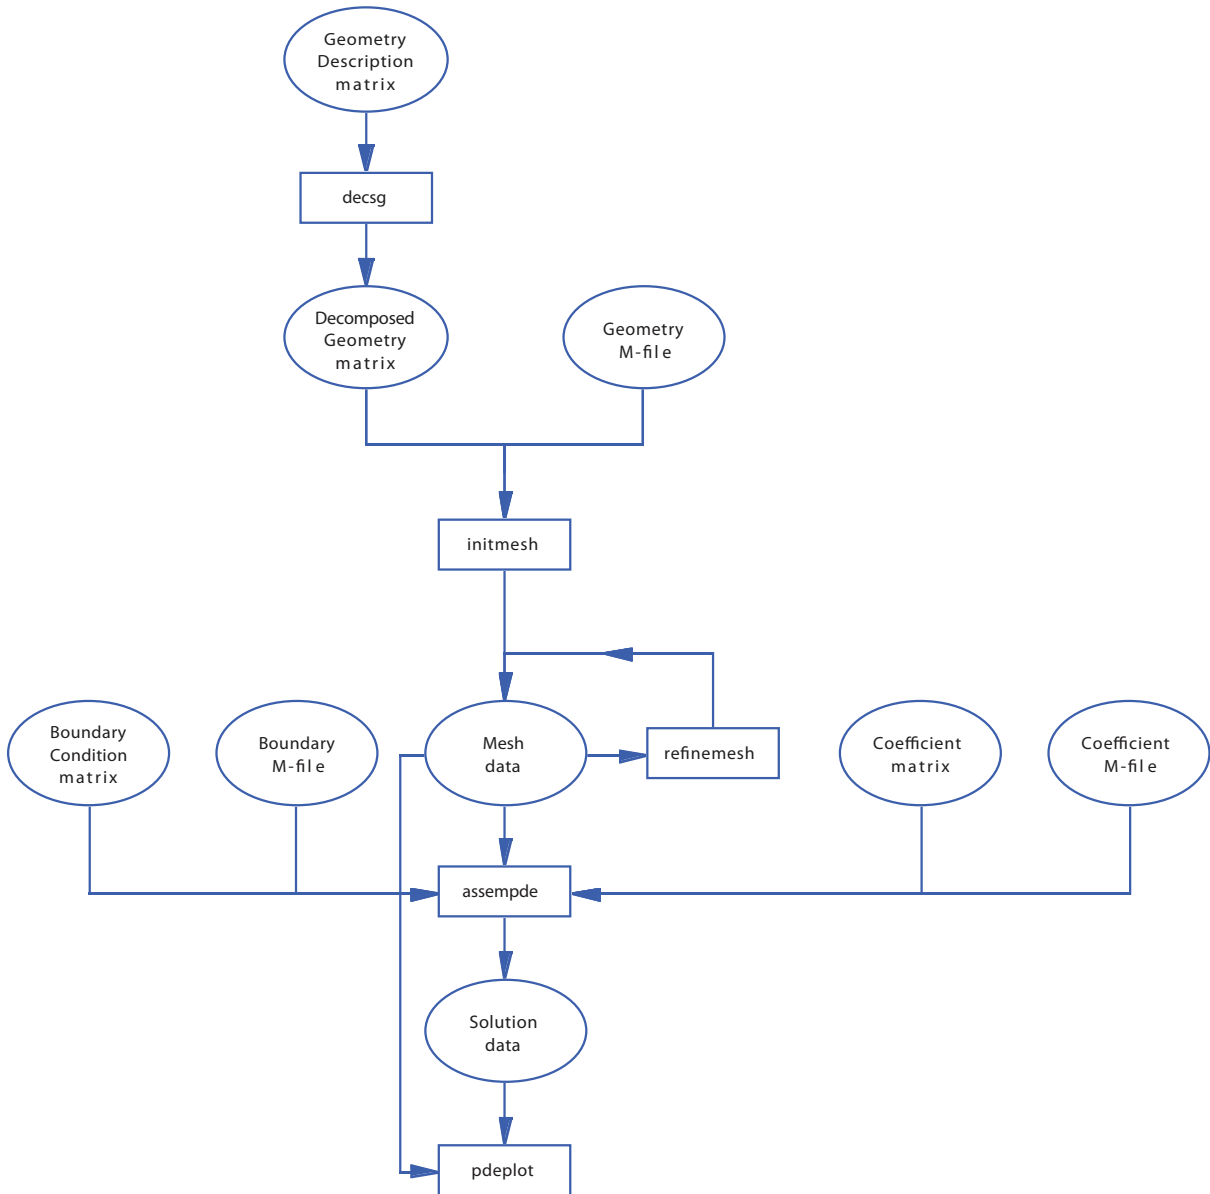 Geometry
Description
matrix
decsg
Decomposed
Geometry
matrix
Geometry
M-file
initmesh
Boundary
Condition
matrix
Boundary
M-file
Mesh
data
refinemesh
Coefficient
matrix
Coefficient
M-file
assempde
Solution
data
pdeplot